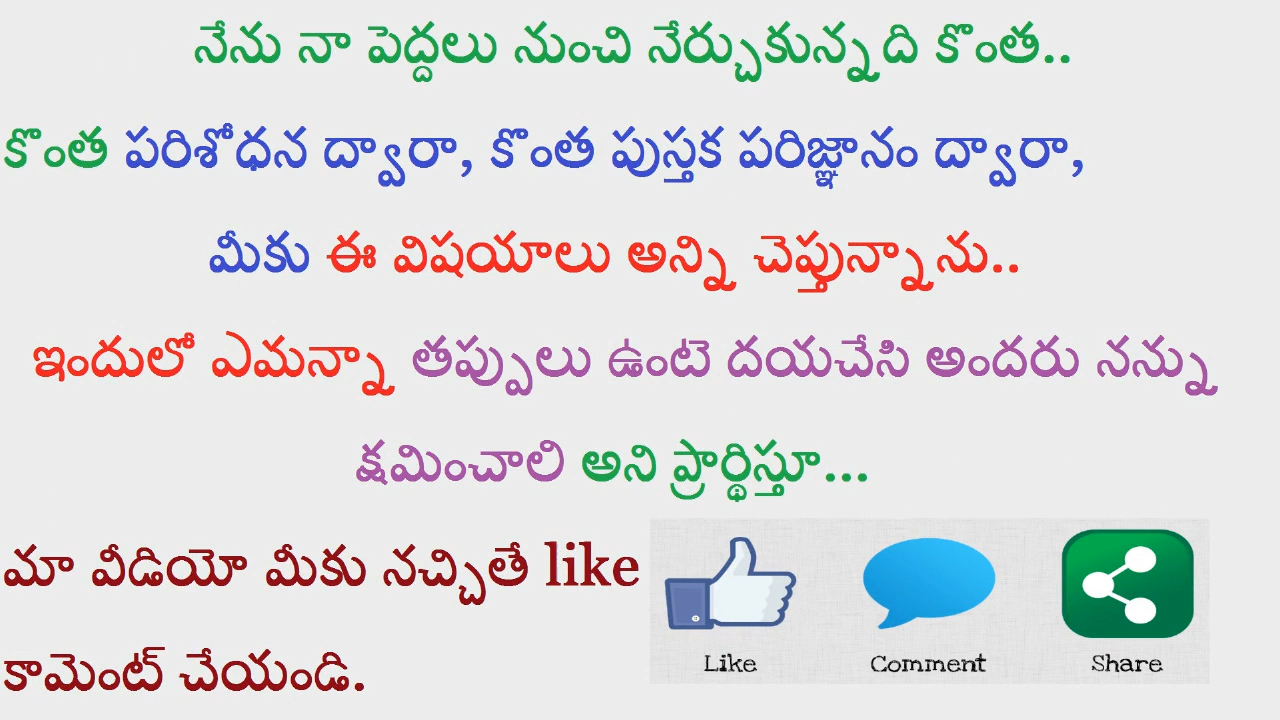 నేను నా పెద్దలు నుంచి నేర్చుకున్నది కొంత..
కొంత పరిశోధన ద్వారా, కొంత పుస్తక పరిజ్ఞానం ద్వారా,
మీకు ఈ విషయాలు అన్ని చెప్తున్నాను..
ఇందులో ఎమన్నా తప్పులు ఉంటె దయచేసి అందరు నన్ను
క్షమించాలి అని ప్రార్థిస్తూ...
మా వీడియో మీకు నచ్చితే like
కామెంట్ చేయండి.
Like Comment Share